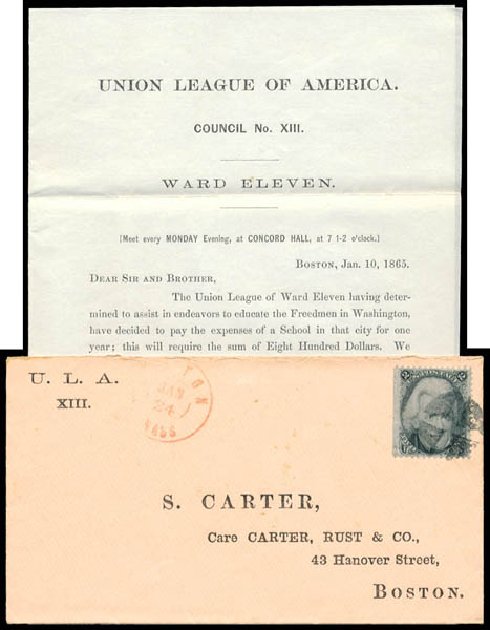 UNION LEAGUE OF AMERICA.
COUNCIL No. XIII.
WARD ELEVEN.
[Meet every MONDAY Evening, at CONCORD HALL, at 7 1-2 o'clock.]
BOSTON, JAN. 10, 1865.
DEAR SIR AND BROTHER,
The Union League of Ward Eleven having deter-
mined to assist in endeavors to educate the Freedmen in Washington,
have decided to pay the expenses of a School in that city for one
year; this will require the sum of Eight Hundred Dollars. We
U. L. A.
XIII.
JAN
24
MASS
S. CARTER,
Care CARTER, RUST & CO.,
43 Hanover Street,
BOSTON.